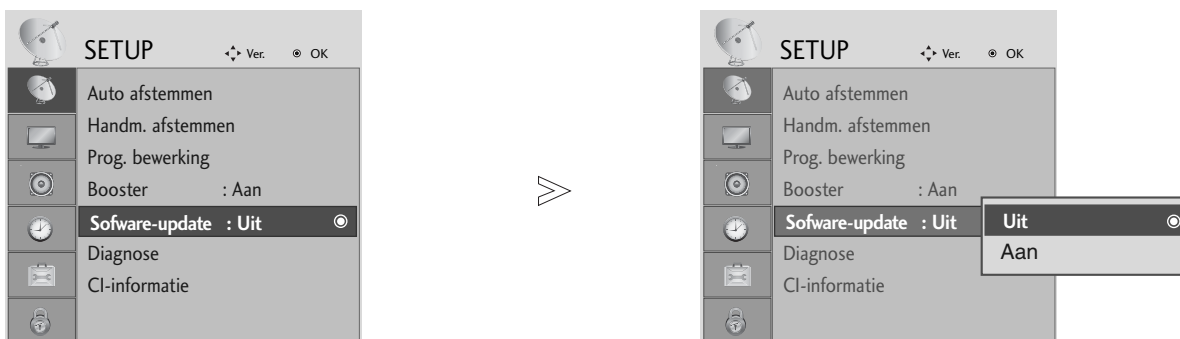 SETUP Ver. OK
Auto afstemmen
Handm. afstemmen
Prog. bewerking
Booster : Aan
Sofware-update : Uit
Diagnose
CI-informatie
SETUP Ver. OK
Auto afstemmen
Handm. afstemmen
Prog. bewerking
Booster : Aan
Sofware-update : Uit
Diagnose
CI-informatie
Uit
Aan